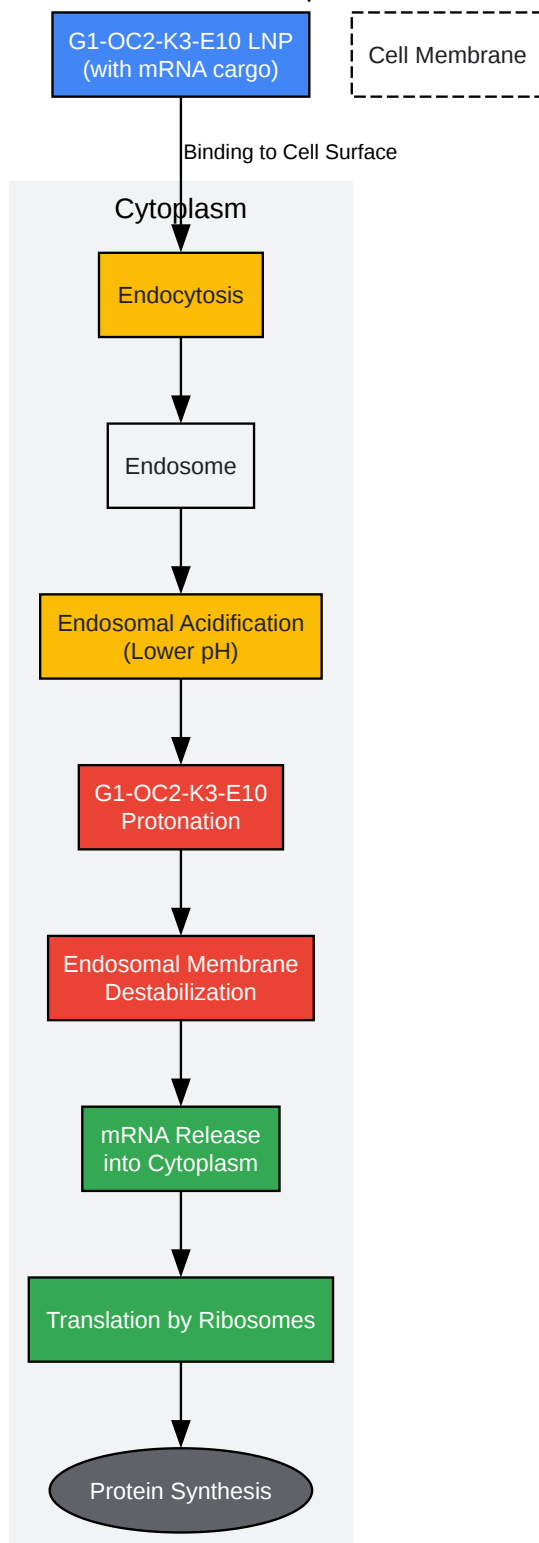 G1-OC2-K3-E10 LNP
(with mRNA cargo)
Cell Membrane
Binding to Cell Surface
Cytoplasm
Endocytosis
Endosome
Endosomal Acidification
(Lower pH)
G1-OC2-K3-E10
Protonation
Endosomal Membrane
Destabilization
mRNA Release
into Cytoplasm
Translation by Ribosomes
Protein Synthesis